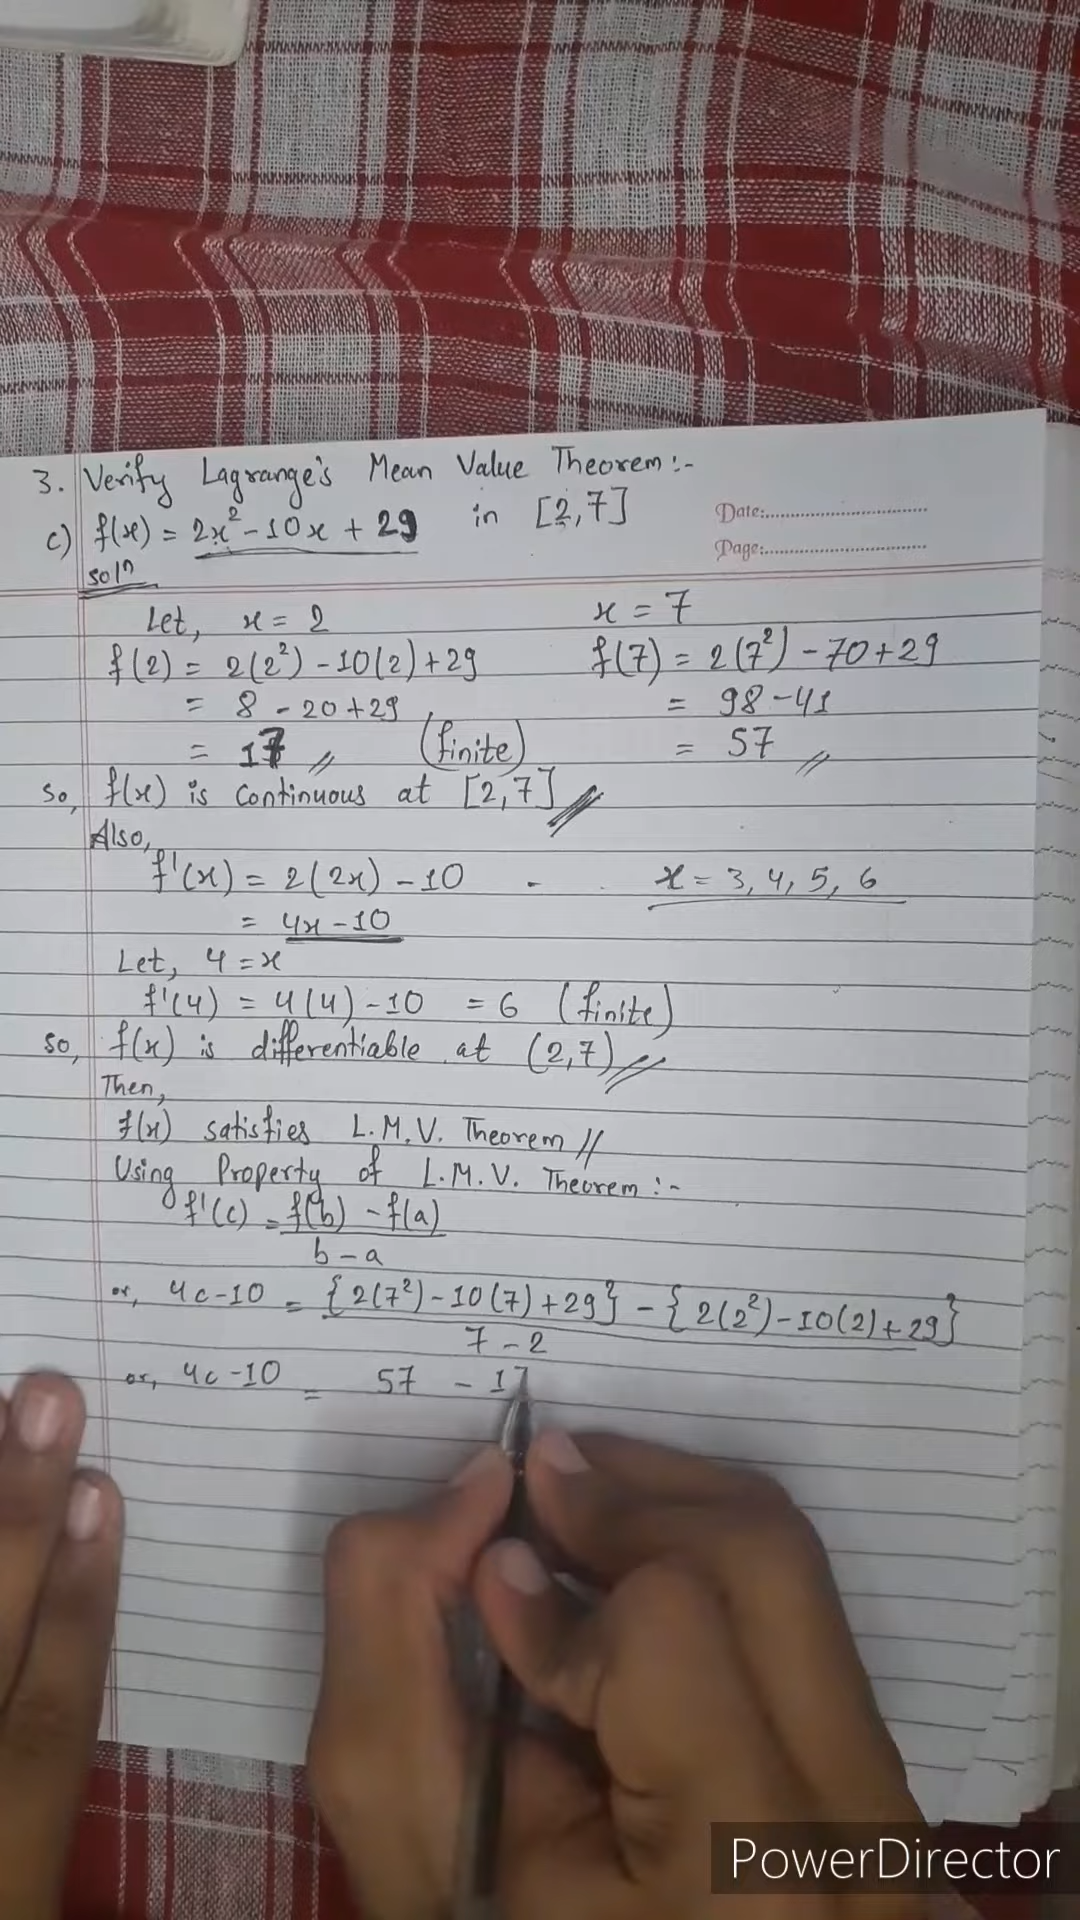 3. Verify Lagrange's Mean Value Theorem:-
c) f(x) = 2x² - 10x + 29 in [2,7]
Date:
Page:
solⁿ
Let, x = 2 x = 7
f(2) = 2(2²) - 10(2) + 29 f(7) = 2(7²) - 70 + 29
= 8 - 20 + 29 = 98 - 41
= 17 // (finite) = 57 //
so, f(x) is continuous at [2,7] //
Also,
f'(x) = 2(2x) - 10 x = 3, 4, 5, 6
= 4x - 10
Let, 4 = x
f'(4) = 4(4) - 10 = 6 (finite)
so, f(x) is differentiable at (2,7) //
Then,
f(x) satisfies L.M.V. Theorem //
Using Property of L.M.V. Theorem :-
f'(c) = f(b) - f(a)
b - a
or, 4c - 10 = {2(7²) - 10(7) + 29} - {2(2²) - 10(2) + 29}
7 - 2
or, 4c - 10 = 57 - 17
PowerDirector